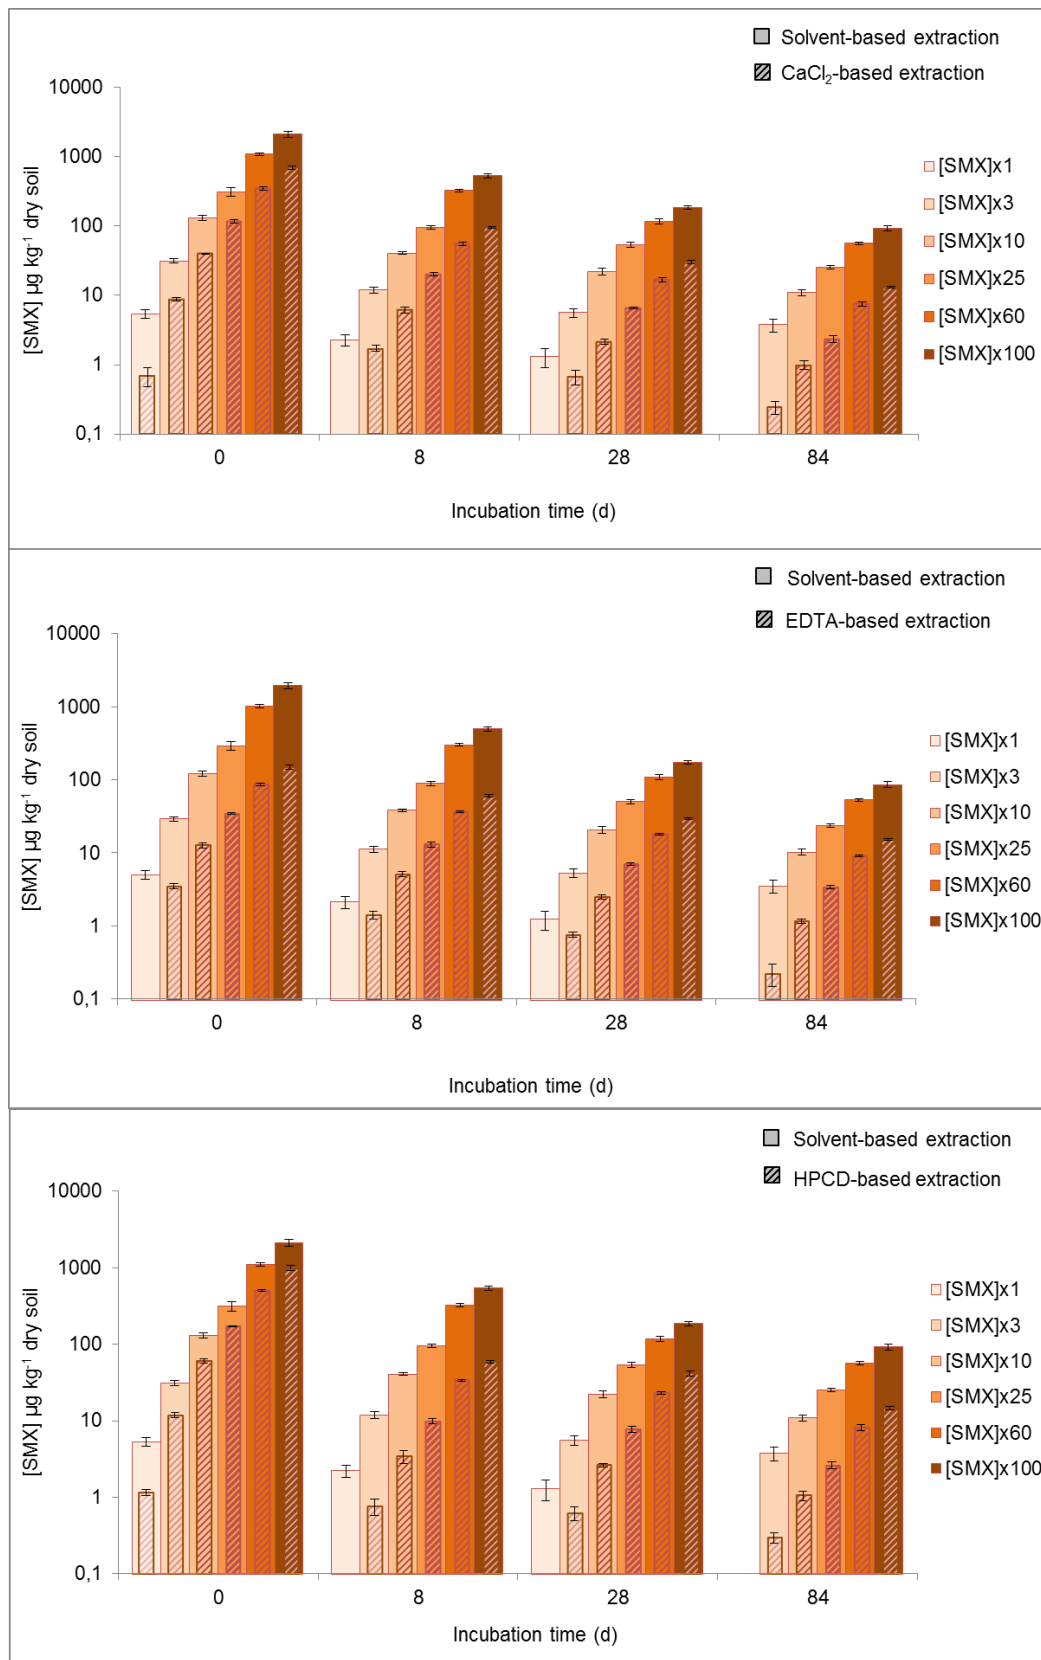 Solvent-based extraction
CaCl₂-based extraction
[SMX] µg kg⁻¹ dry soil
10000
1000
100
10
1
0,1
0 8 28 84
Incubation time (d)
[SMX]x1
[SMX]x3
[SMX]x10
[SMX]x25
[SMX]x60
[SMX]x100
Solvent-based extraction
EDTA-based extraction
[SMX] µg kg⁻¹ dry soil
10000
1000
100
10
1
0,1
0 8 28 84
Incubation time (d)
[SMX]x1
[SMX]x3
[SMX]x10
[SMX]x25
[SMX]x60
[SMX]x100
Solvent-based extraction
HPCD-based extraction
[SMX] µg kg⁻¹ dry soil
10000
1000
100
10
1
0,1
0 8 28 84
Incubation time (d)
[SMX]x1
[SMX]x3
[SMX]x10
[SMX]x25
[SMX]x60
[SMX]x100